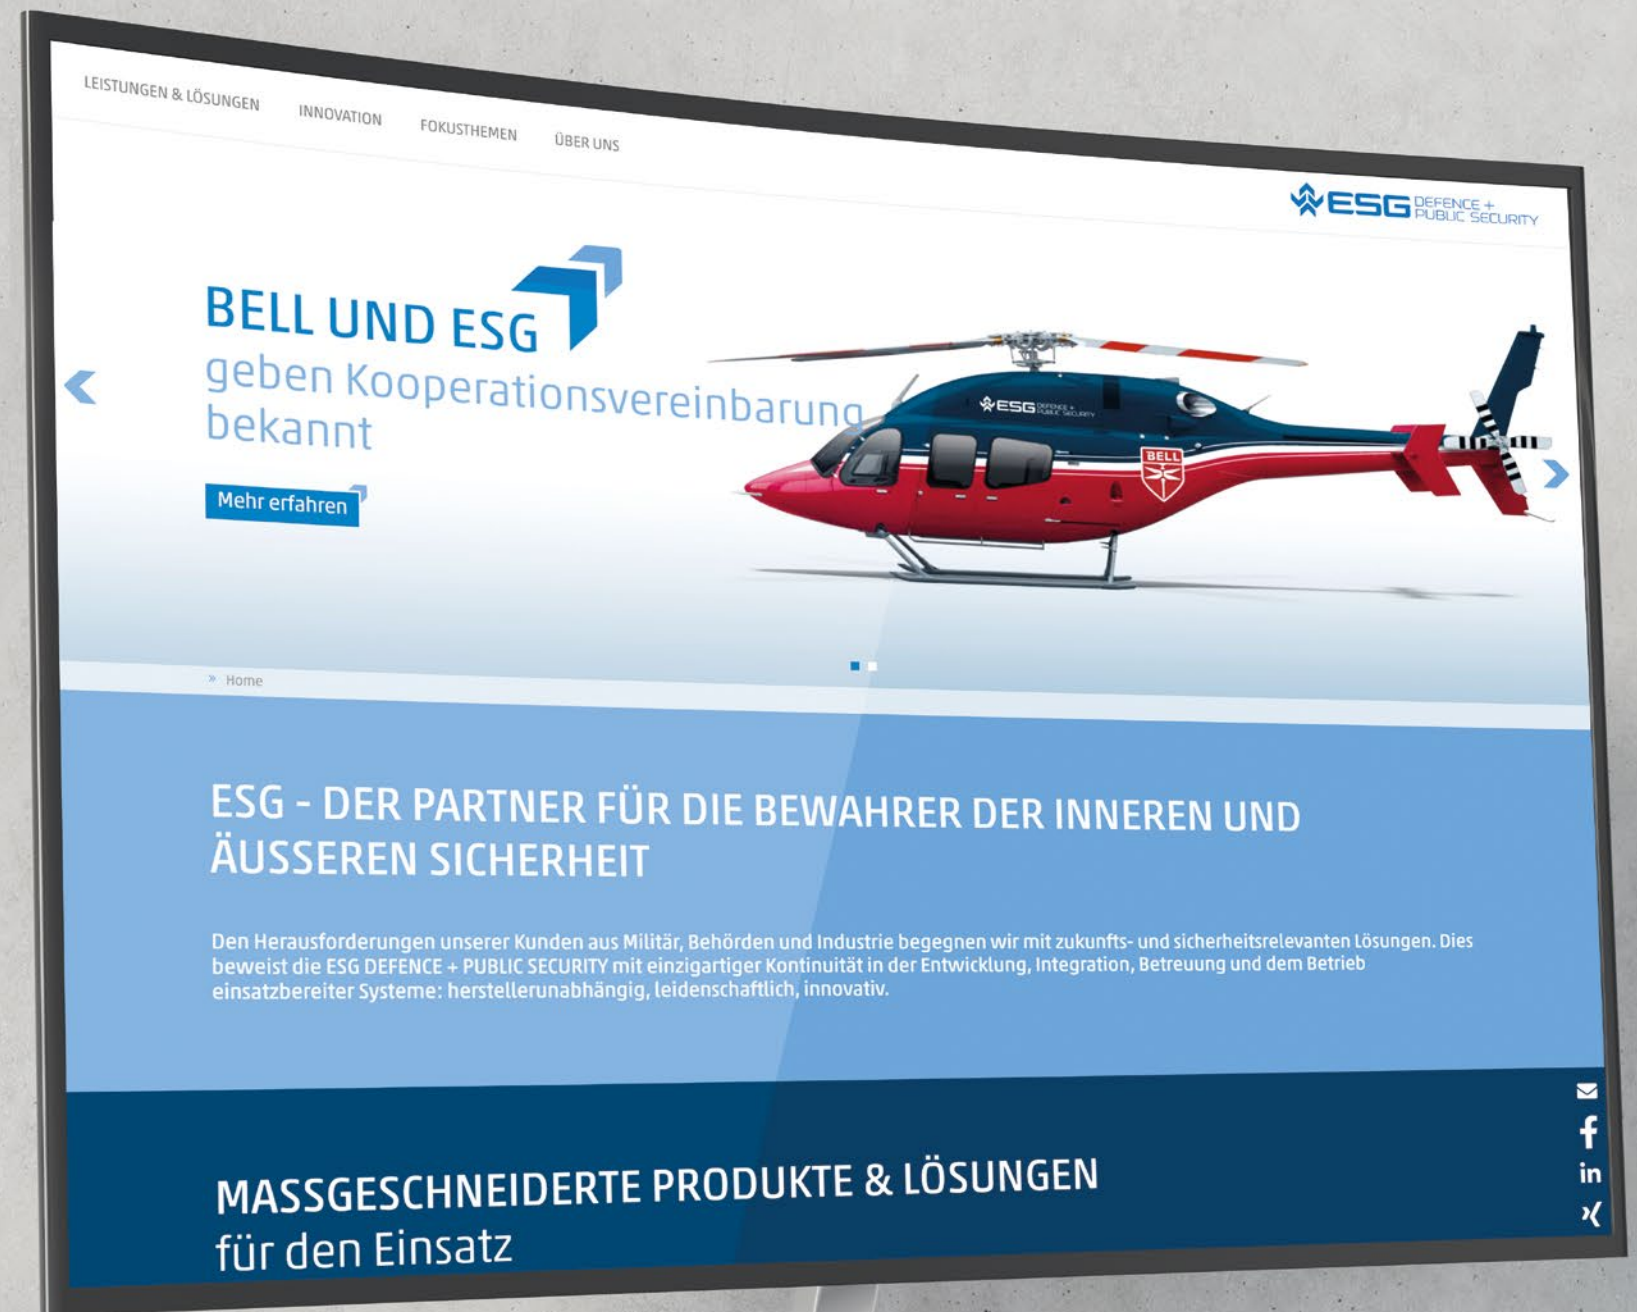 LEISTUNGEN & LÖSUNGEN
INNOVATION
FOKUSTHEMEN
ÜBER UNS
ESG DEFENCE +
PUBLIC SECURITY
BELL UND ESG
geben Kooperationsvereinbarung
bekannt
Mehr erfahren
ESG DEFENCE +
PUBLIC SECURITY
BELL
» Home
ESG - DER PARTNER FÜR DIE BEWAHRER DER INNEREN UND
ÄUSSEREN SICHERHEIT
Den Herausforderungen unserer Kunden aus Militär, Behörden und Industrie begegnen wir mit zukunfts- und sicherheitsrelevanten Lösungen. Dies
beweist die ESG DEFENCE + PUBLIC SECURITY mit einzigartiger Kontinuität in der Entwicklung, Integration, Betreuung und dem Betrieb
einsatzbereiter Systeme: herstellerunabhängig, leidenschaftlich, innovativ.
MASSGESCHNEIDERTE PRODUKTE & LÖSUNGEN
für den Einsatz
f
in